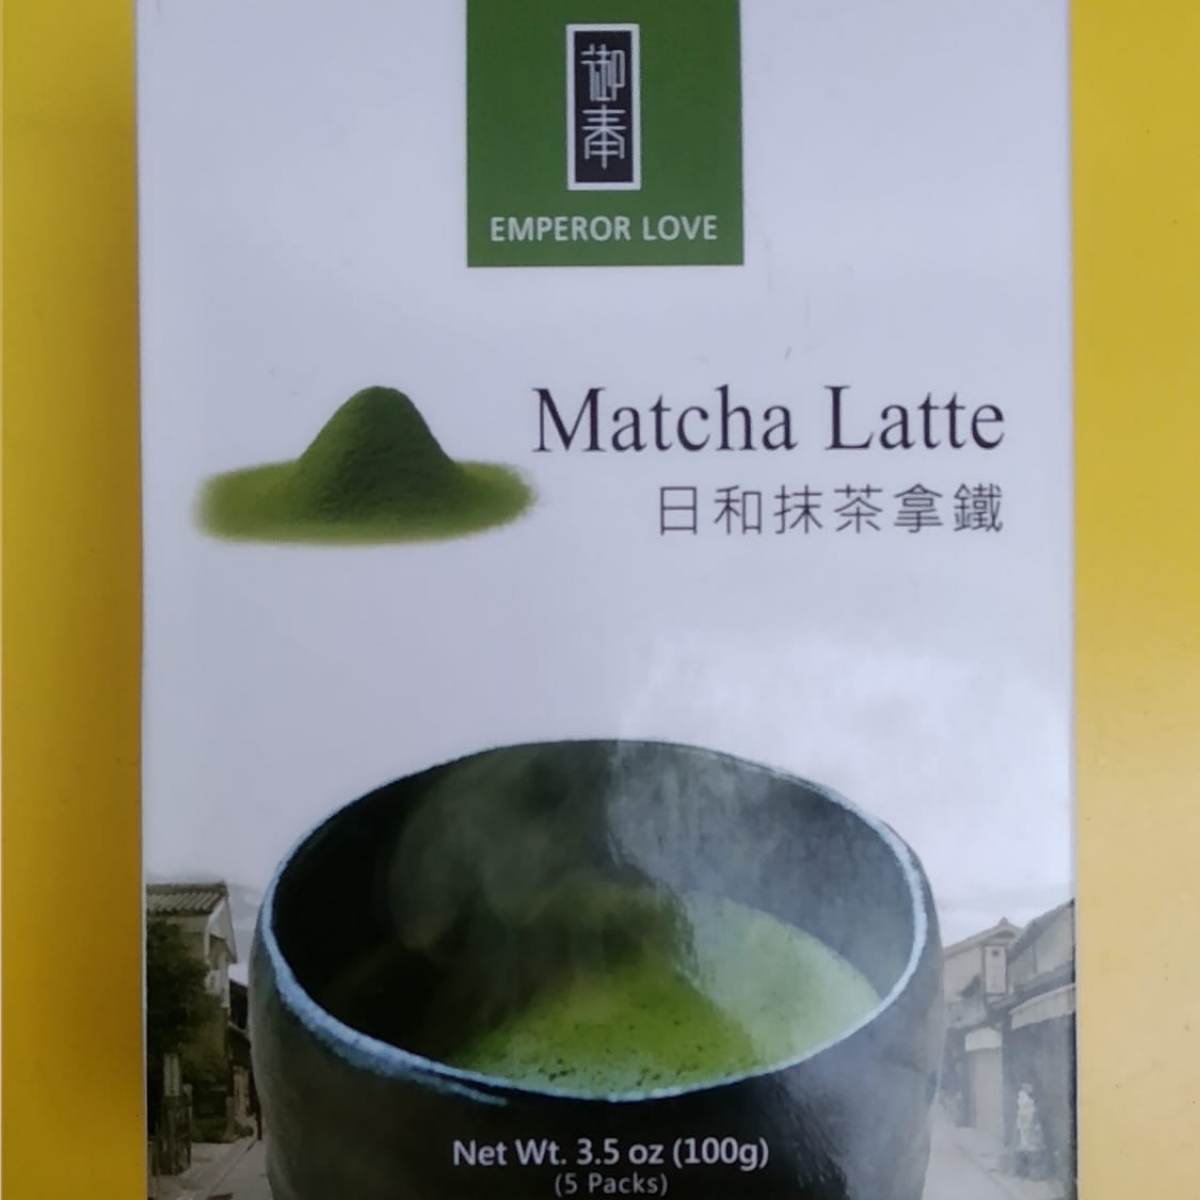 御奉
EMPEROR LOVE
Matcha Latte
日和抹茶拿鐵
Net Wt. 3.5 oz (100g)
(5 Packs)